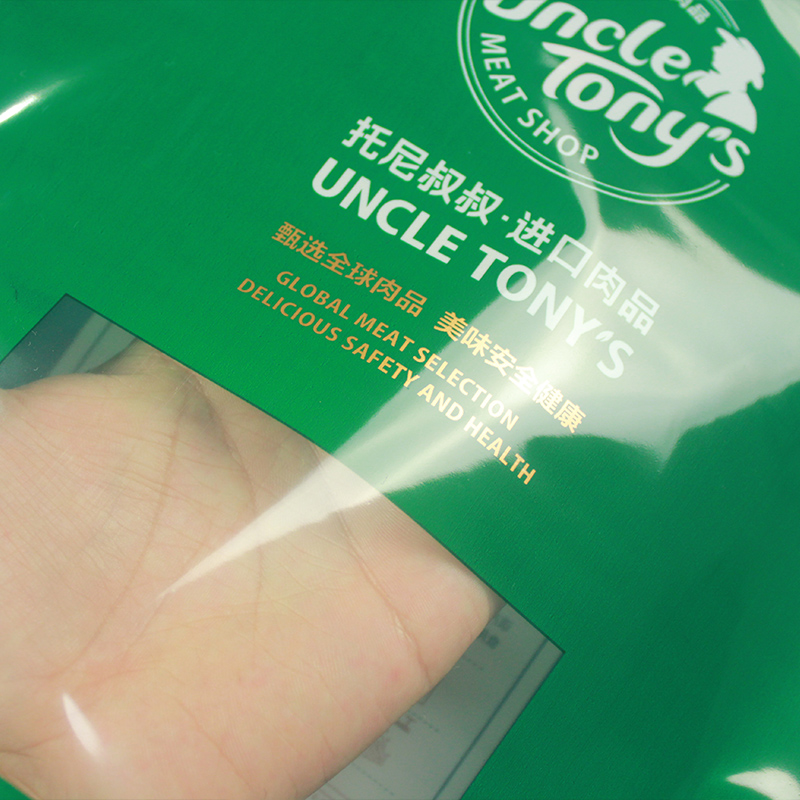 Uncle
Tony's
MEAT SHOP
托尼叔叔·进口肉品
UNCLE TONY'S
甄选全球肉品 美味安全健康
GLOBAL MEAT SELECTION
DELICIOUS SAFETY AND HEALTH